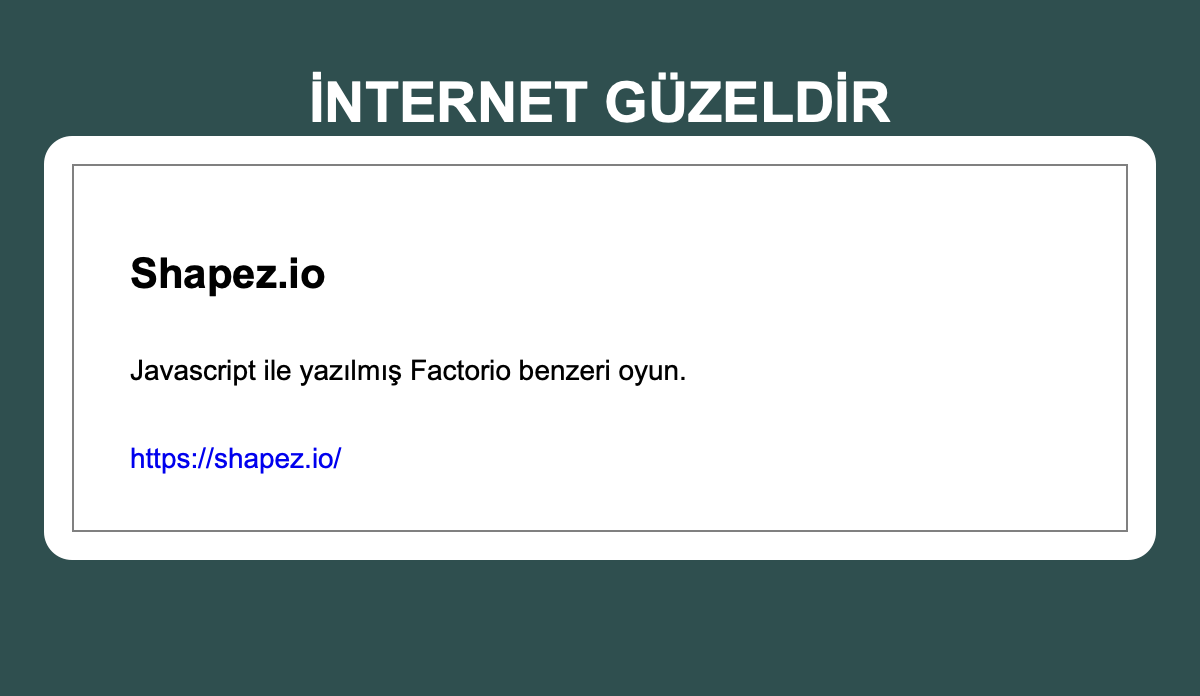 İNTERNET GÜZELDİR
Shapez.io
Javascript ile yazılmış Factorio benzeri oyun.
https://shapez.io/